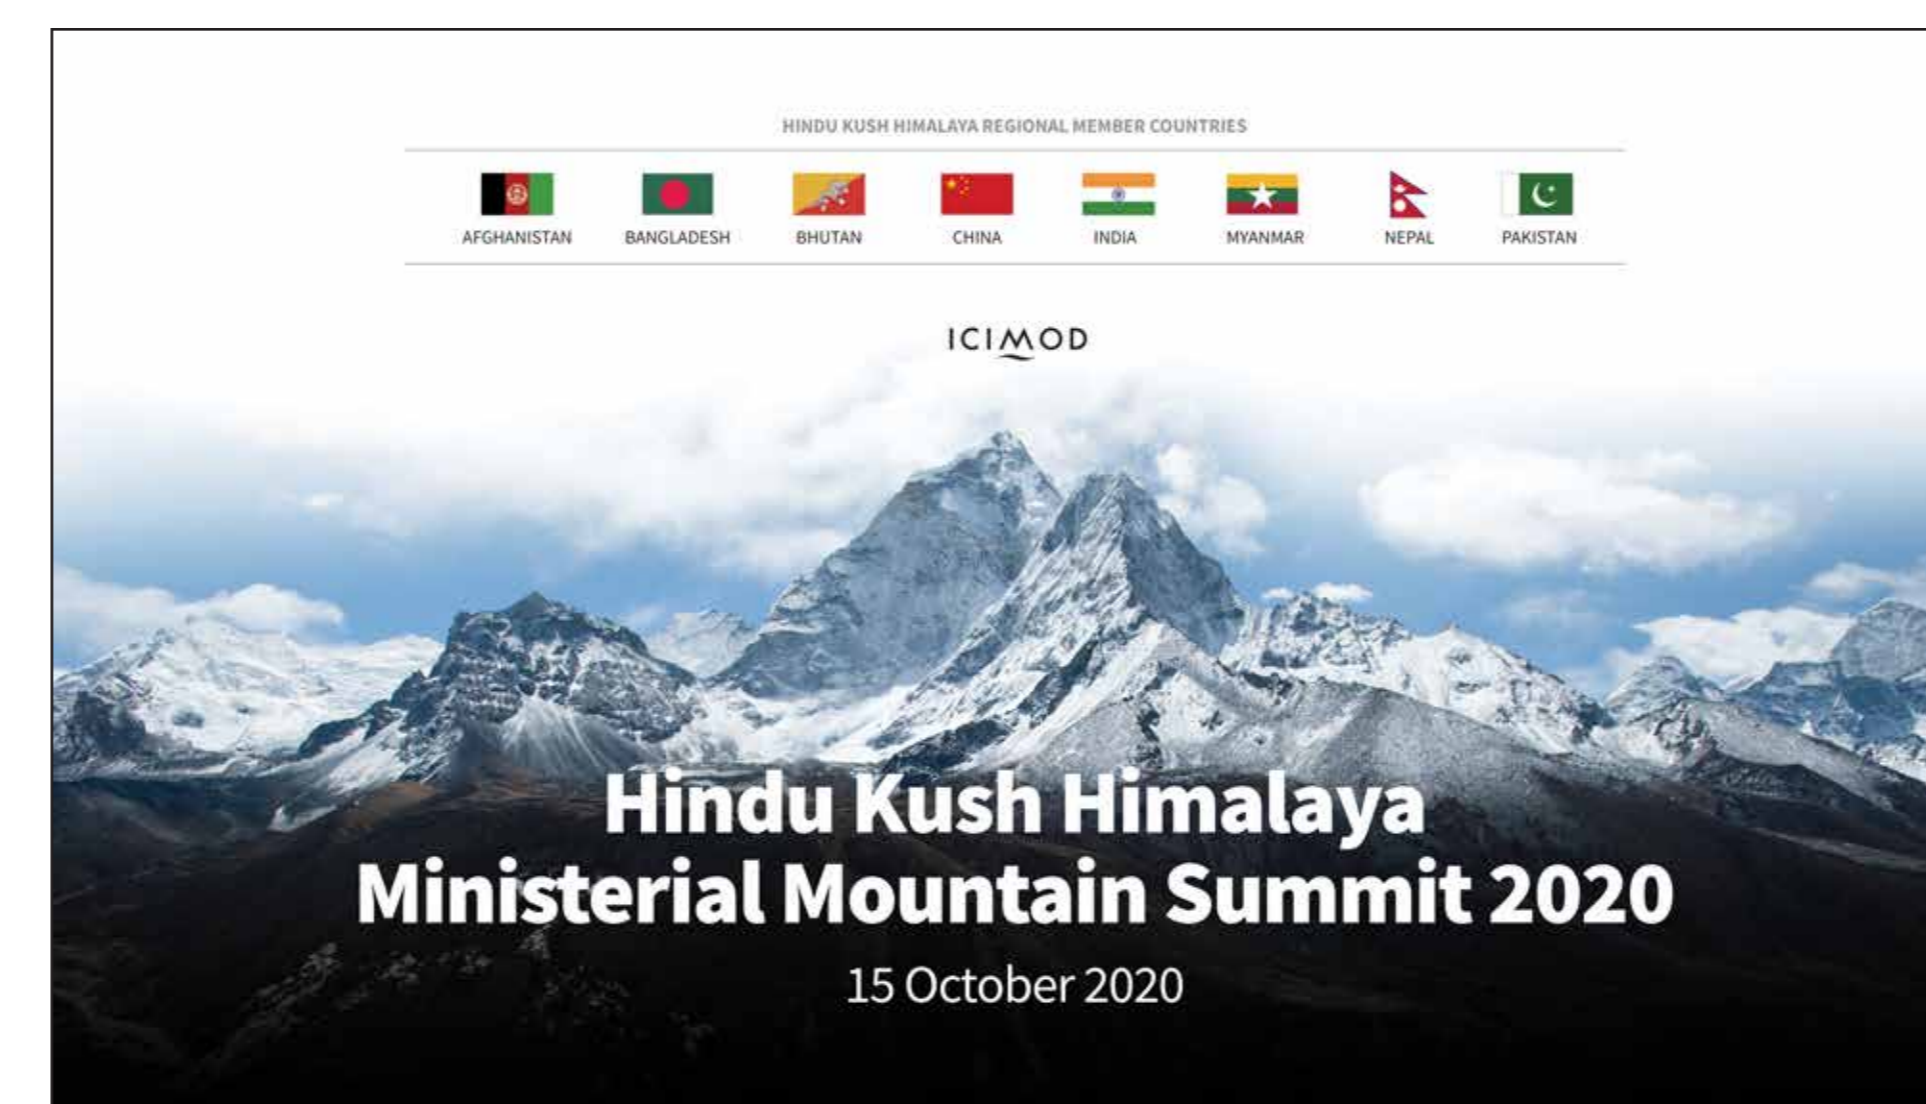 HINDU KUSH HIMALAYA REGIONAL MEMBER COUNTRIES
AFGHANISTAN BANGLADESH BHUTAN CHINA INDIA MYANMAR NEPAL PAKISTAN
ICIMOD
Hindu Kush Himalaya
Ministerial Mountain Summit 2020
15 October 2020